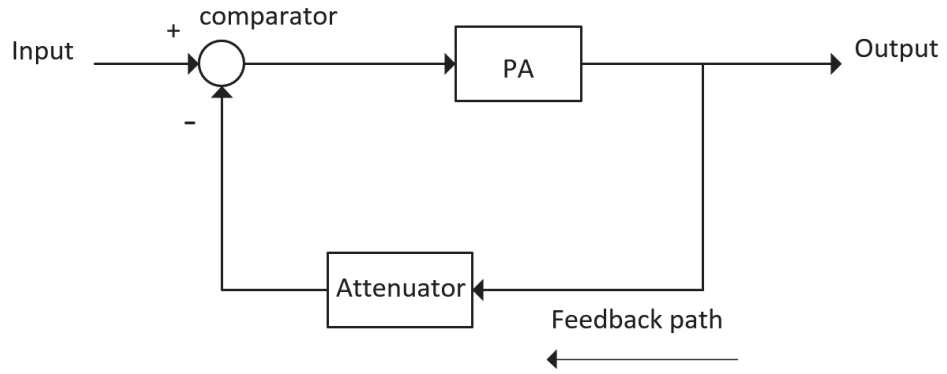 comparator
+
Input
PA
Output
-
Attenuator
Feedback path